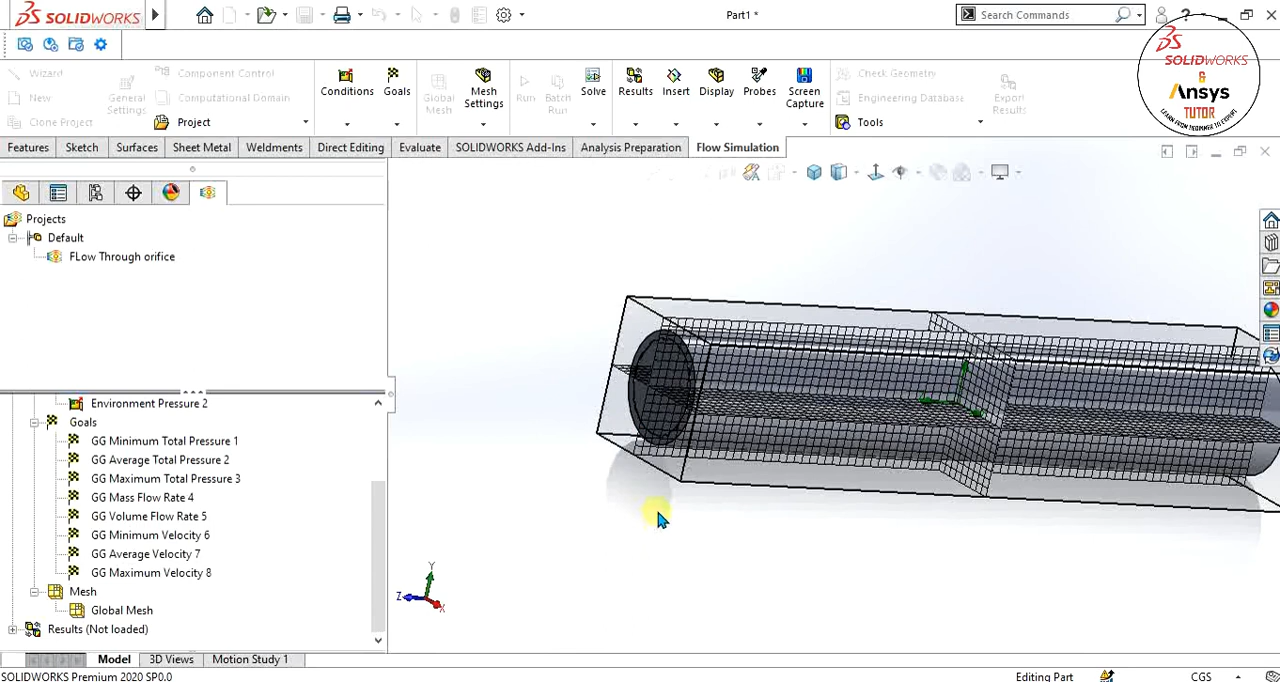 SOLIDWORKS
Part1 *
Search Commands
SOLIDWORKS
&
Ansys
TUTOR
LEARN FROM BEGINNER TO EXPERT
Wizard
New
Clone Project
General Settings
Component Control
Computational Domain
Project
Conditions
Goals
Global Mesh
Mesh Settings
Run
Batch Run
Solve
Results
Insert
Display
Probes
Screen Capture
Check Geometry
Engineering Database
Tools
Export Results
Features
Sketch
Surfaces
Sheet Metal
Weldments
Direct Editing
Evaluate
SOLIDWORKS Add-Ins
Analysis Preparation
Flow Simulation
Projects
Default
FLow Through orifice
Environment Pressure 2
Goals
GG Minimum Total Pressure 1
GG Average Total Pressure 2
GG Maximum Total Pressure 3
GG Mass Flow Rate 4
GG Volume Flow Rate 5
GG Minimum Velocity 6
GG Average Velocity 7
GG Maximum Velocity 8
Mesh
Global Mesh
Results (Not loaded)
Y
Z
X
Model
3D Views
Motion Study 1
SOLIDWORKS Premium 2020 SP0.0
Editing Part
CGS